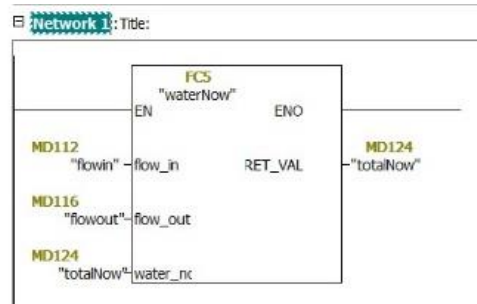 Network 1: Title:
FC5
"waterNow"
EN ENO
MD112
"flowin" flow_in
RET_VAL
MD124
"totalNow"
MD116
"flowout" flow_out
MD124
"totalNow" water_nc